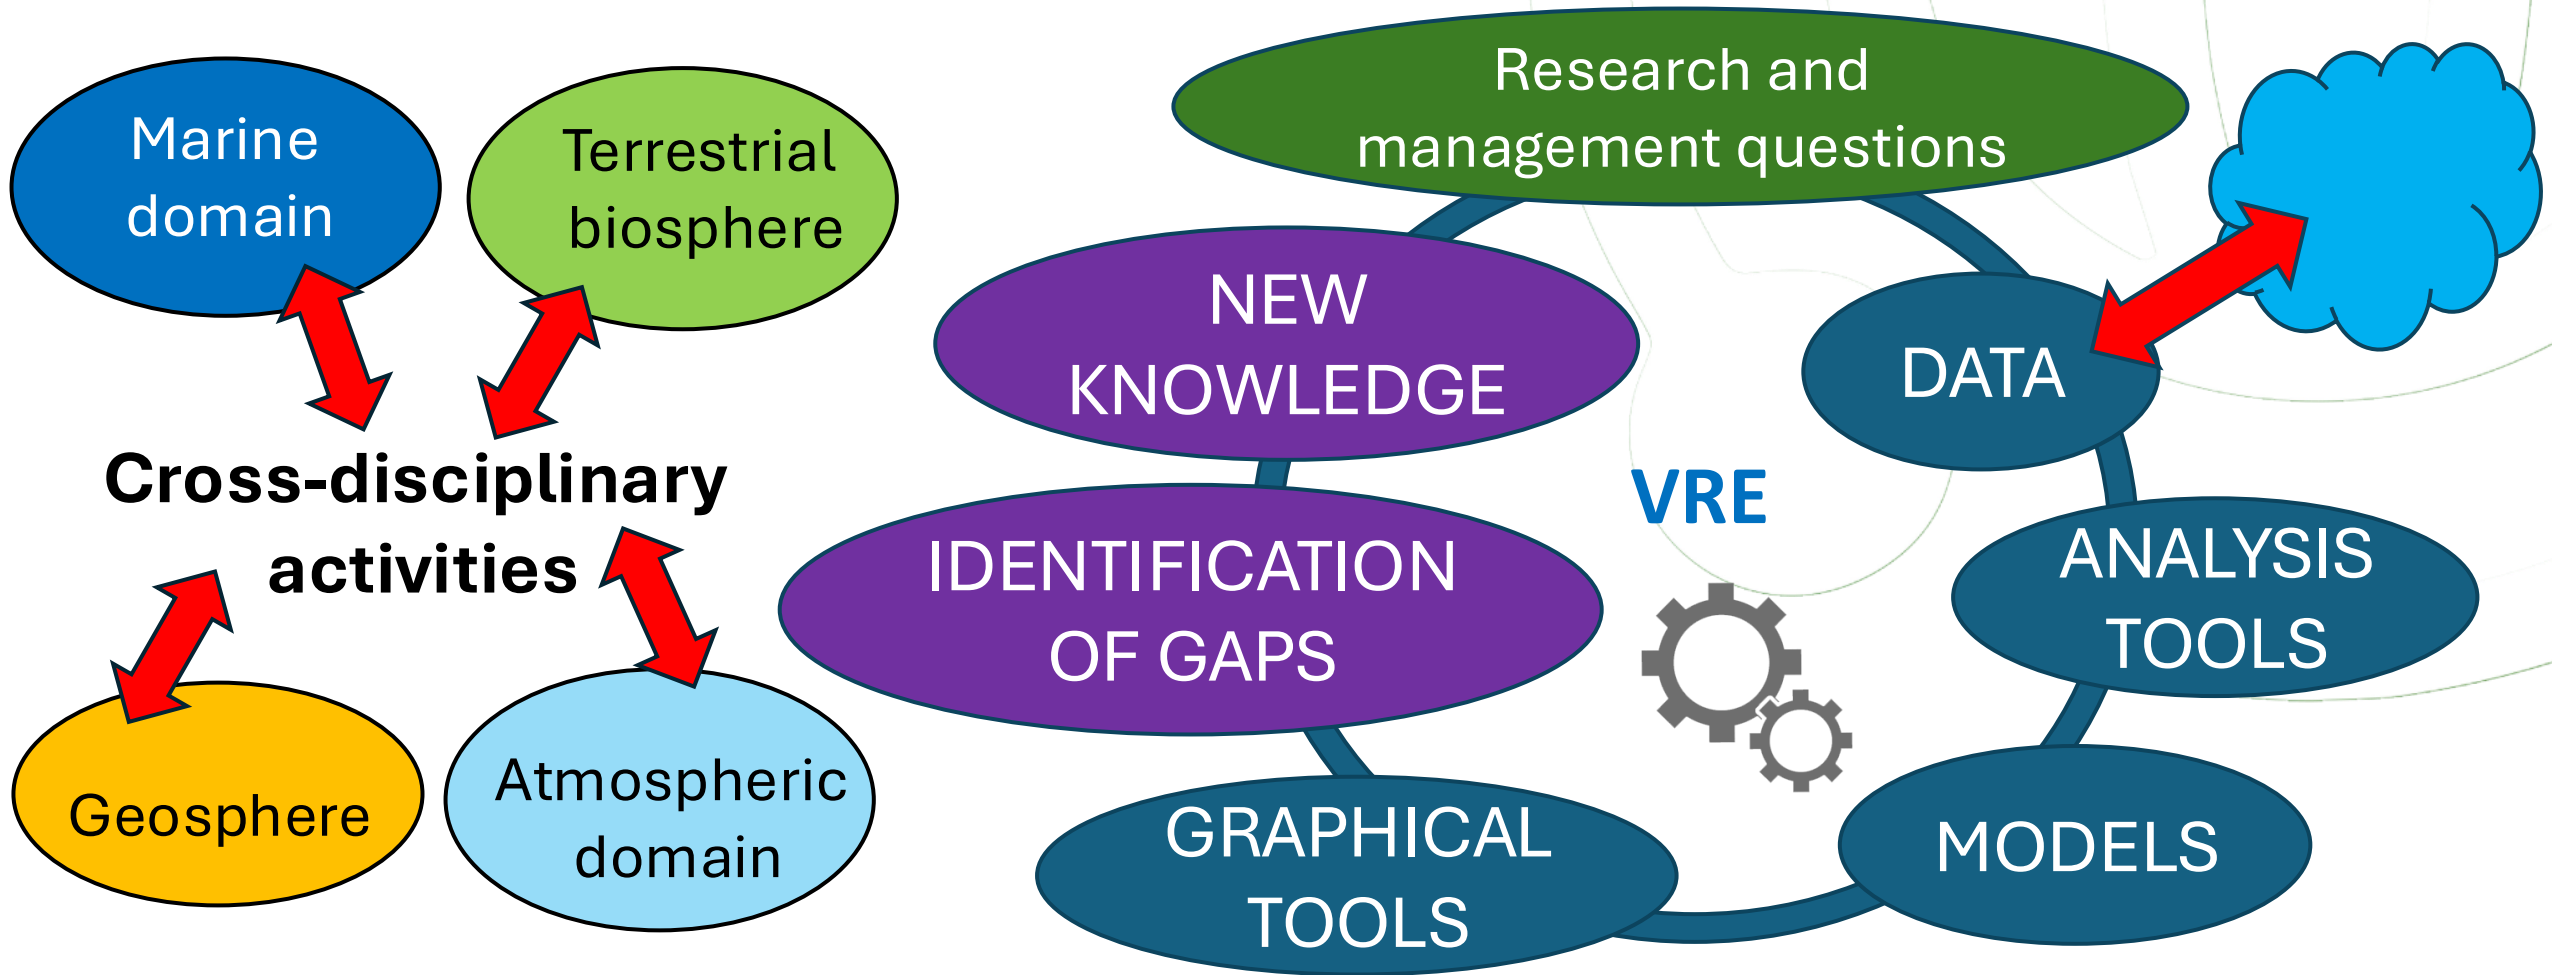 Marine
domain
Terrestrial
biosphere
Cross-disciplinary
activities
Geosphere
Atmospheric
domain
Research and
management questions
NEW
KNOWLEDGE
DATA
VRE
IDENTIFICATION
OF GAPS
ANALYSIS
TOOLS
GRAPHICAL
TOOLS
MODELS